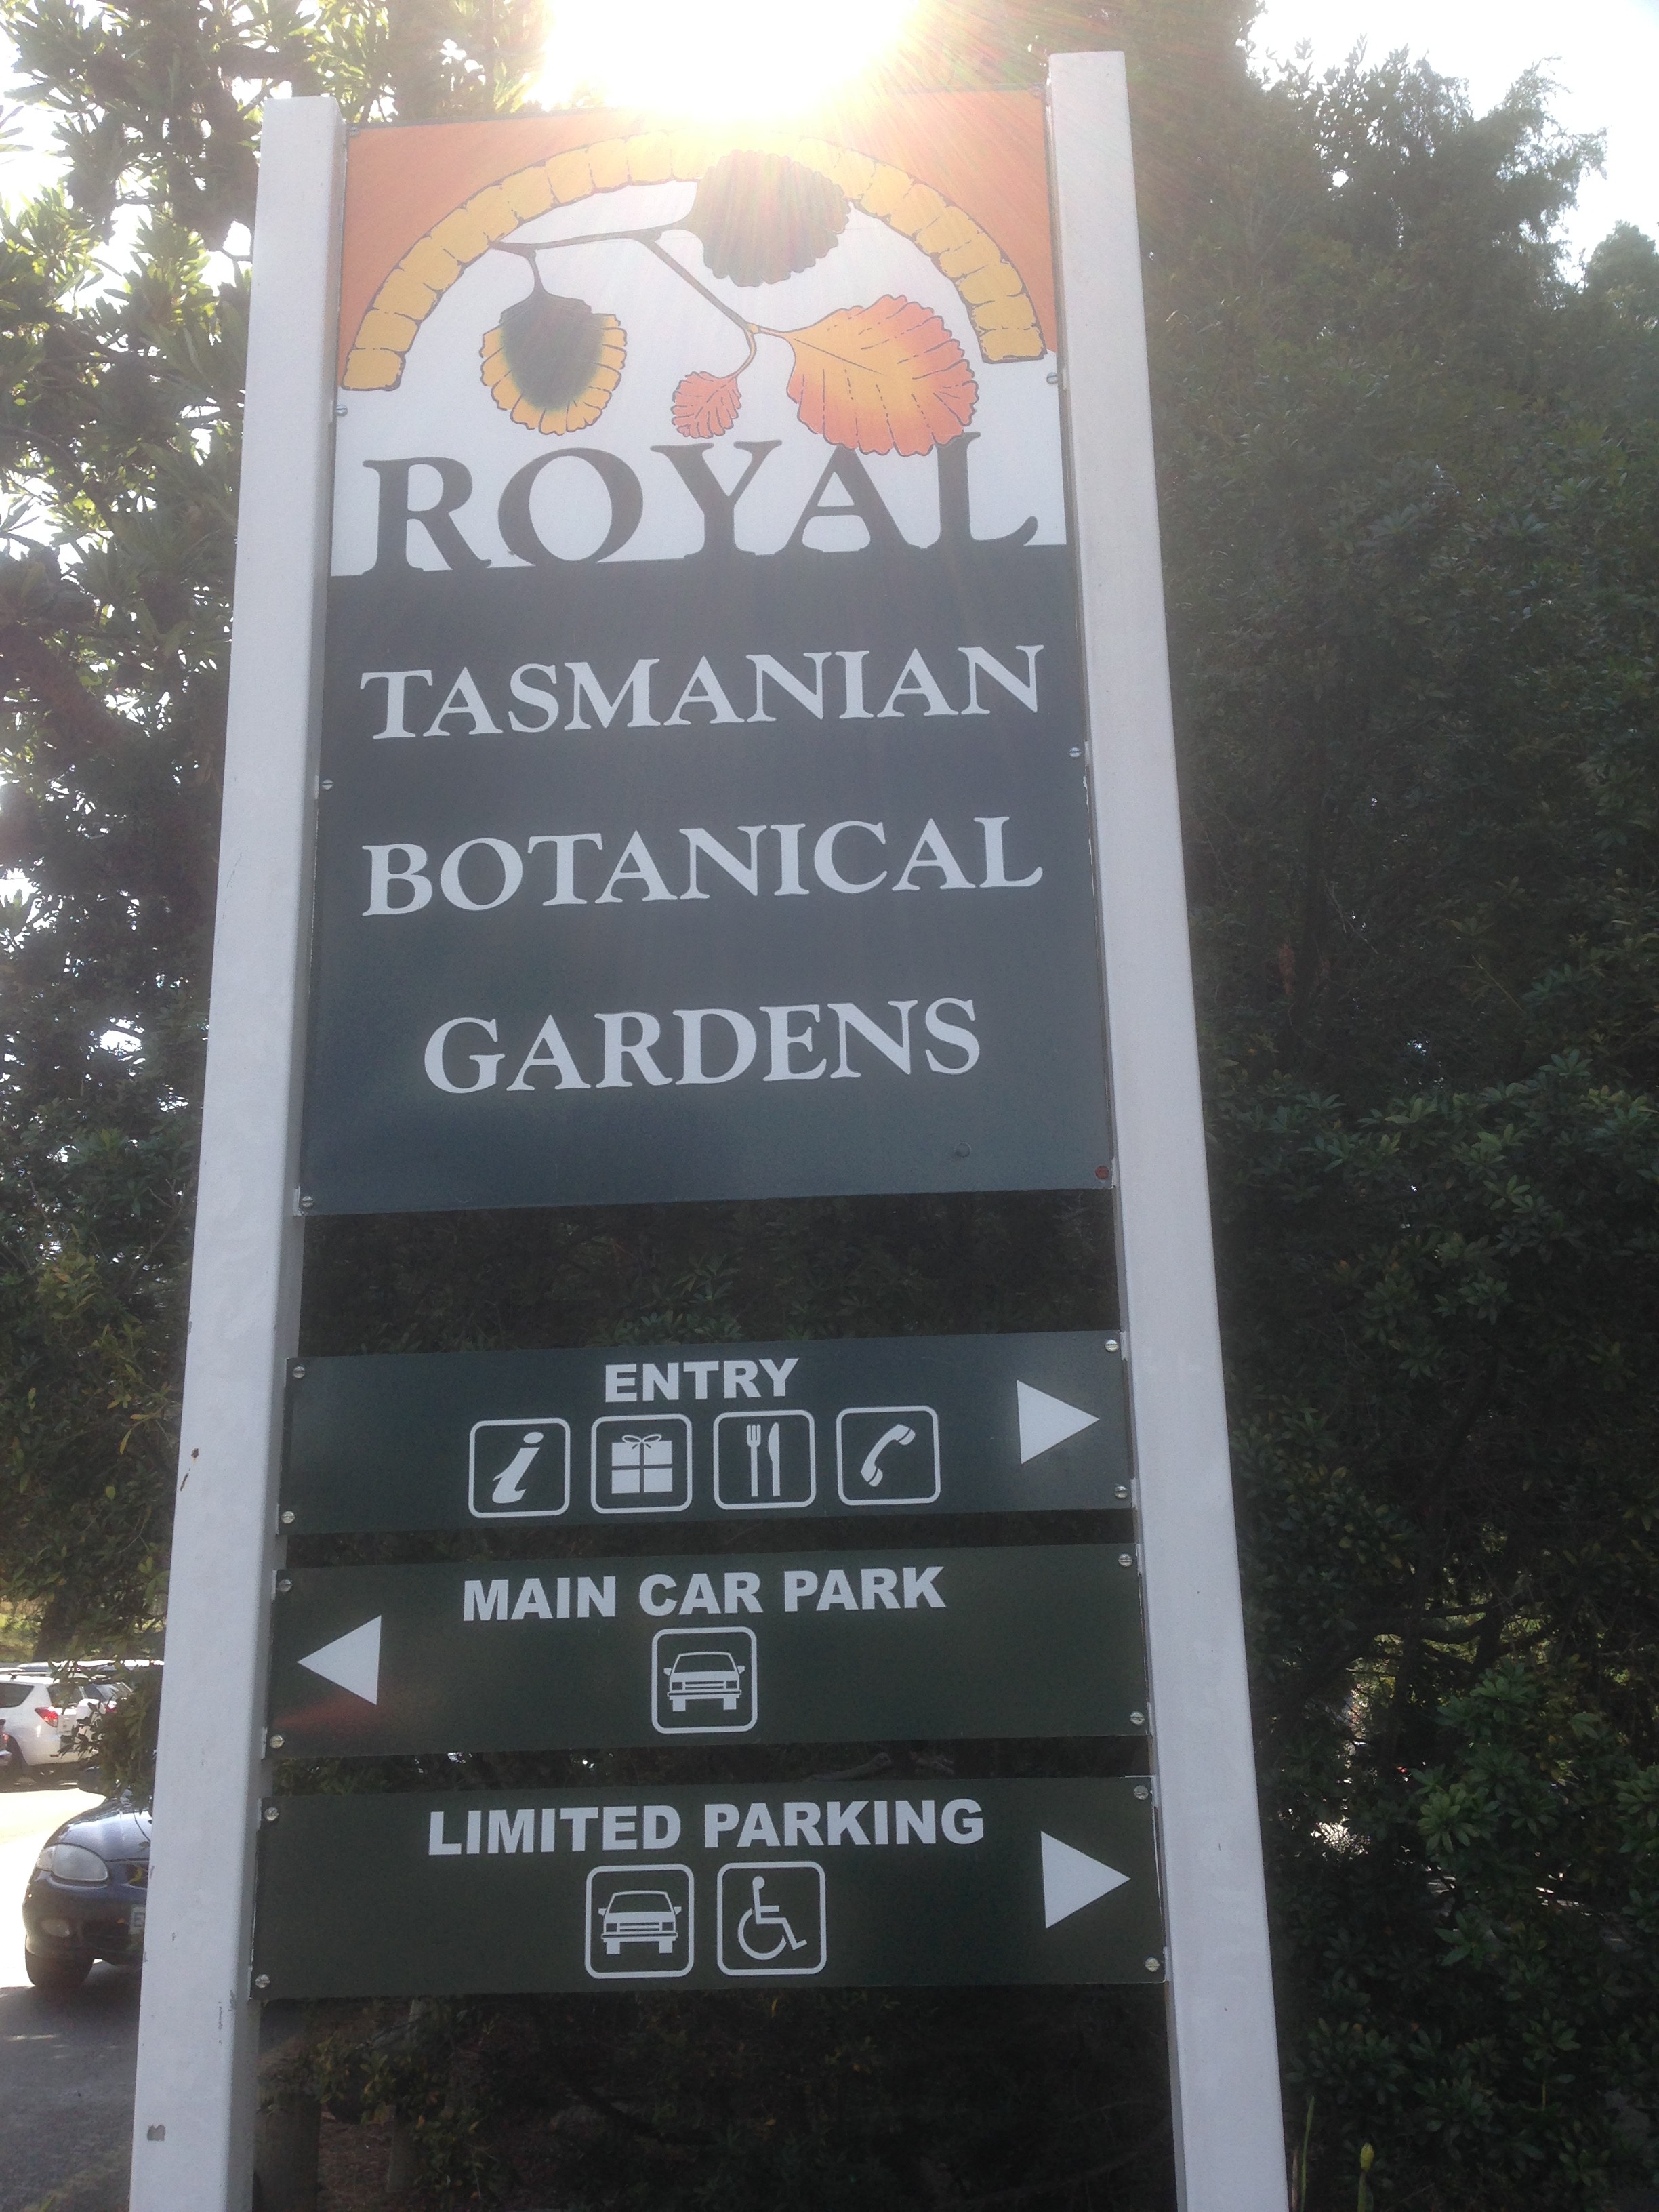 ROYAL
TASMANIAN
BOTANICAL
GARDENS
ENTRY
MAIN CAR PARK
LIMITED PARKING